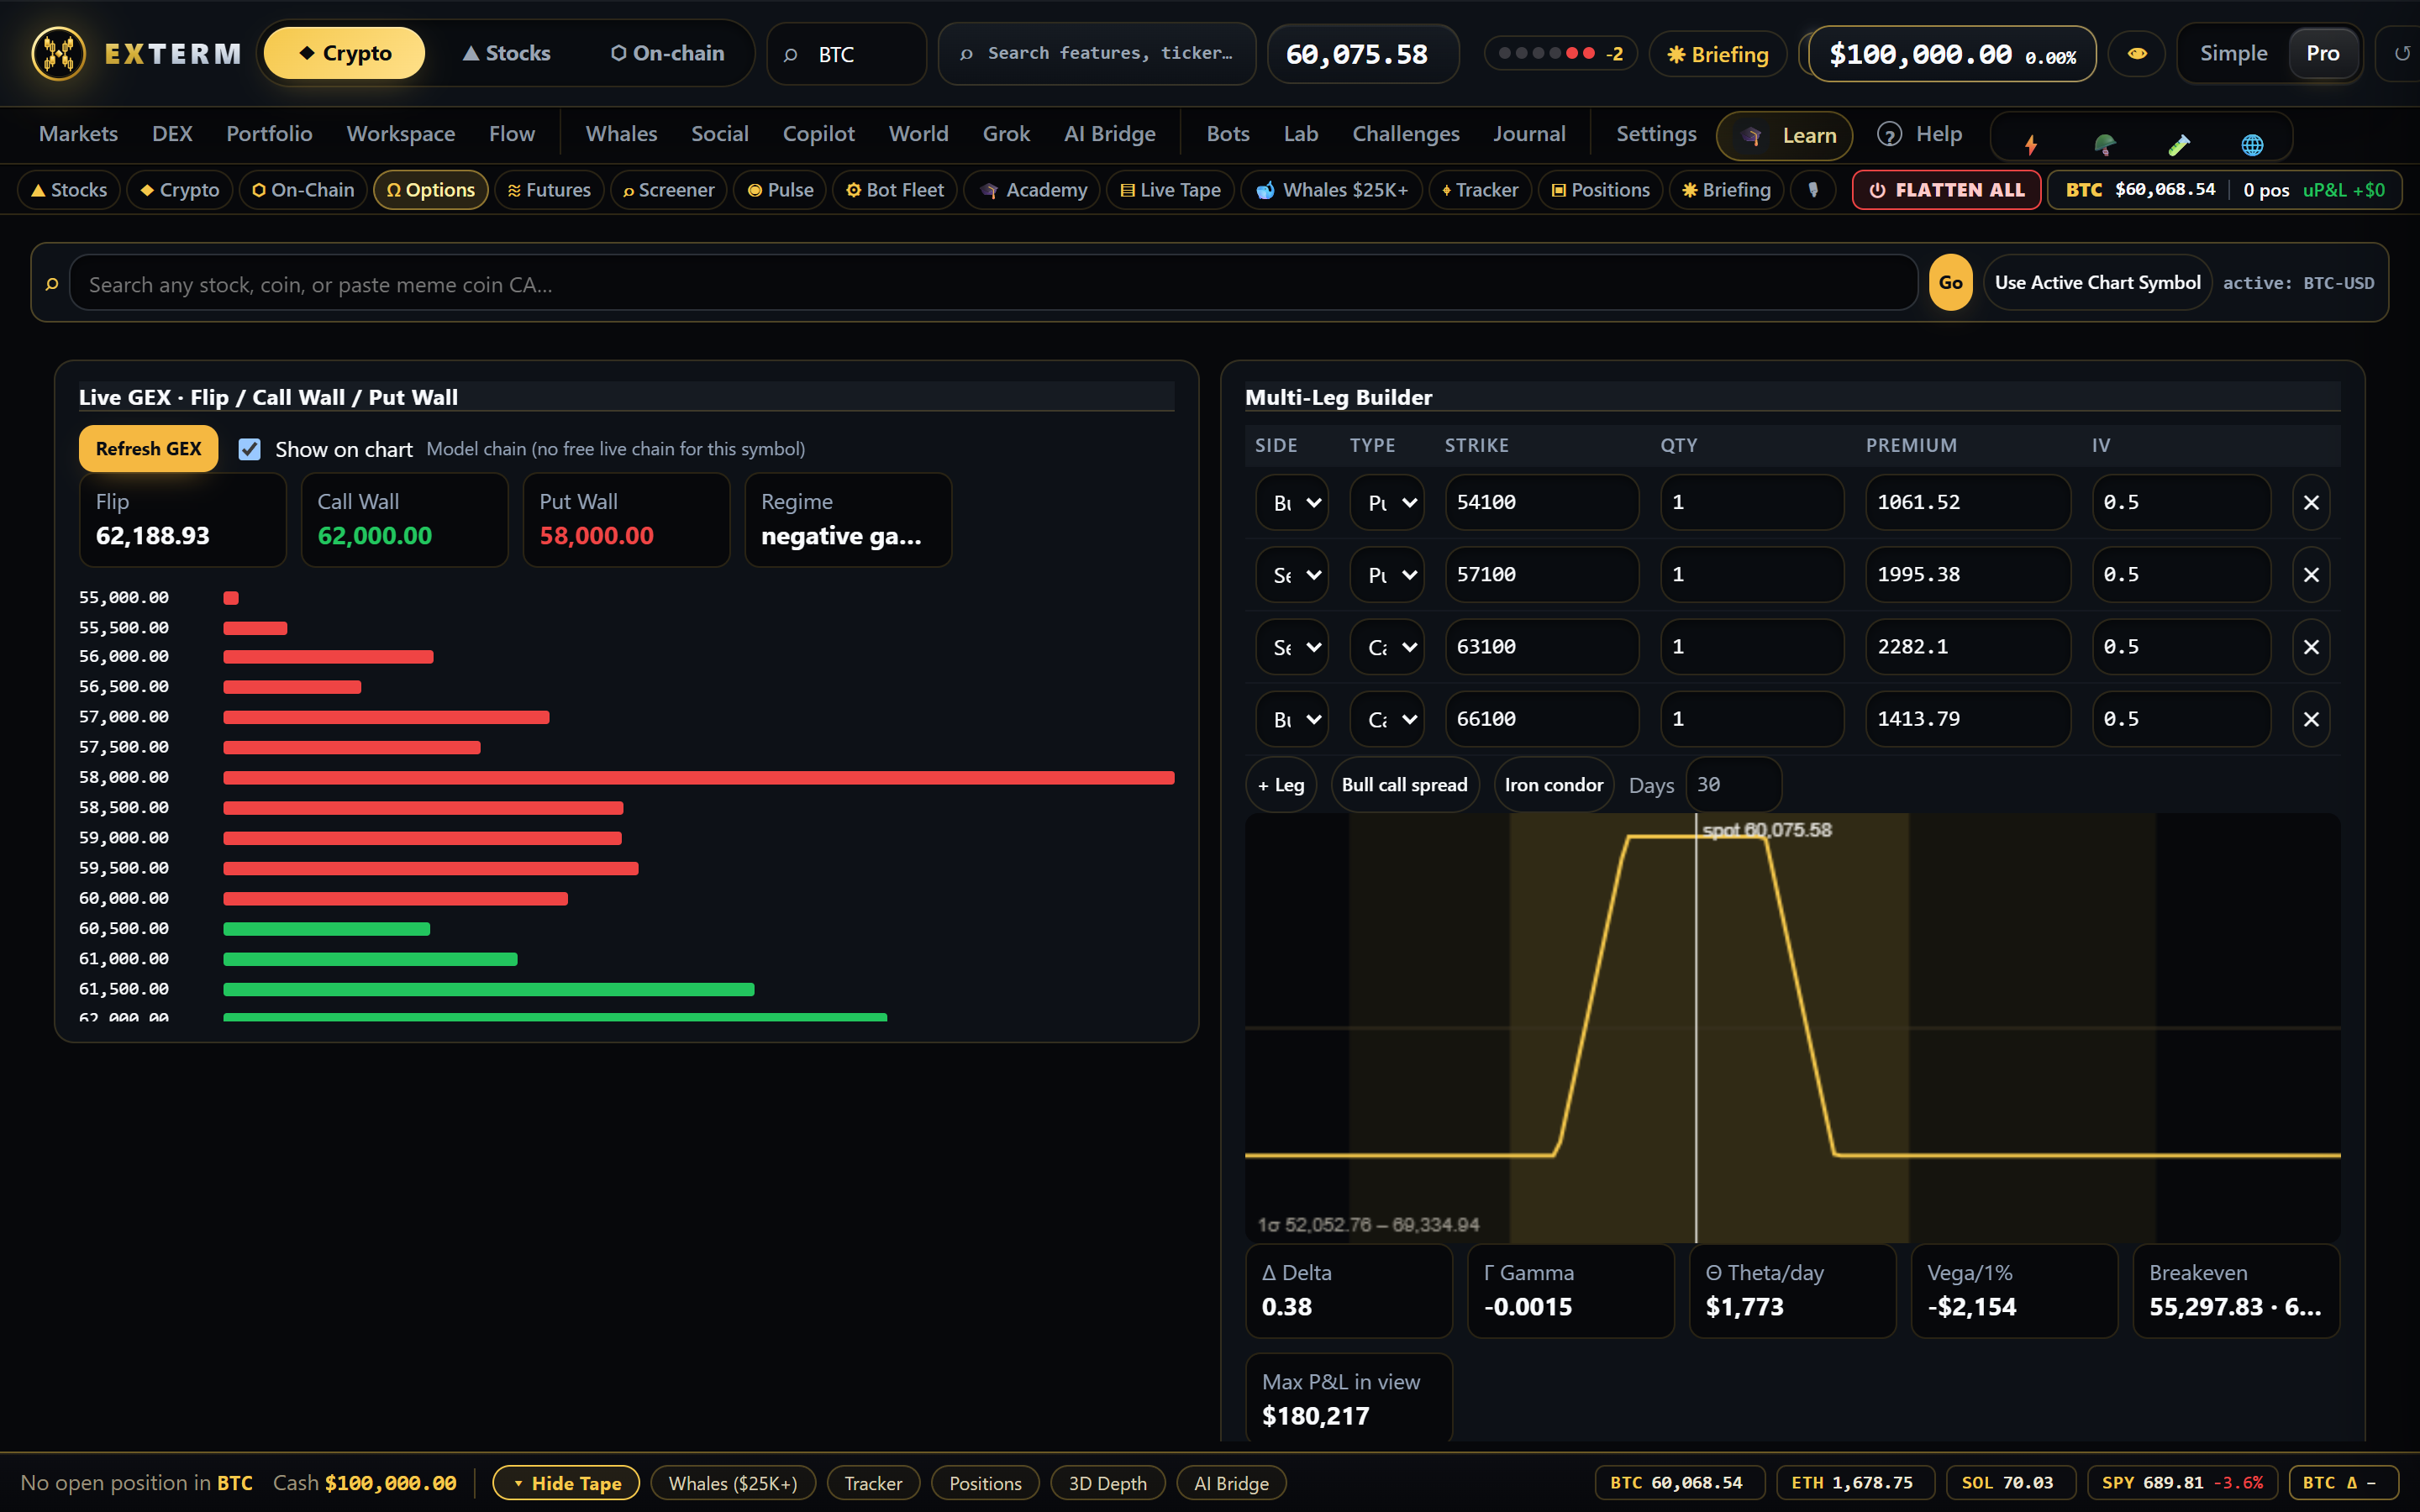 EXTERM
Crypto
Stocks
On-chain
BTC
Search features, ticker…
60,075.58
-2
Briefing
$100,000.00 0.00%
Simple
Pro
Markets DEX Portfolio Workspace Flow Whales Social Copilot World Grok AI Bridge Bots Lab Challenges Journal Settings Learn ? Help
Stocks Crypto On-Chain Ω Options Futures Screener Pulse Bot Fleet Academy Live Tape Whales $25K+ Tracker Positions Briefing FLATTEN ALL BTC $60,068.54 0 pos uP&L +$0
Search any stock, coin, or paste meme coin CA...
Go
Use Active Chart Symbol
active: BTC-USD
Live GEX · Flip / Call Wall / Put Wall
Refresh GEX
Show on chart
Model chain (no free live chain for this symbol)
Flip
62,188.93
Call Wall
62,000.00
Put Wall
58,000.00
Regime
negative ga...
55,000.00
55,500.00
56,000.00
56,500.00
57,000.00
57,500.00
58,000.00
58,500.00
59,000.00
59,500.00
60,000.00
60,500.00
61,000.00
61,500.00
62,000.00
Multi-Leg Builder
SIDE TYPE STRIKE QTY PREMIUM IV
Bu Pu 54100 1 1061.52 0.5
Se Pu 57100 1 1995.38 0.5
Se Ca 63100 1 2282.1 0.5
Bu Ca 66100 1 1413.79 0.5
+ Leg
Bull call spread
Iron condor
Days 30
spot 60,075.58
1σ 52,052.76 – 69,334.94
Δ Delta
0.38
Γ Gamma
-0.0015
Θ Theta/day
$1,773
Vega/1%
-$2,154
Breakeven
55,297.83 · 6...
Max P&L in view
$180,217
No open position in BTC Cash $100,000.00
Hide Tape
Whales ($25K+)
Tracker
Positions
3D Depth
AI Bridge
BTC 60,068.54
ETH 1,678.75
SOL 70.03
SPY 689.81 -3.6%
BTC Δ –